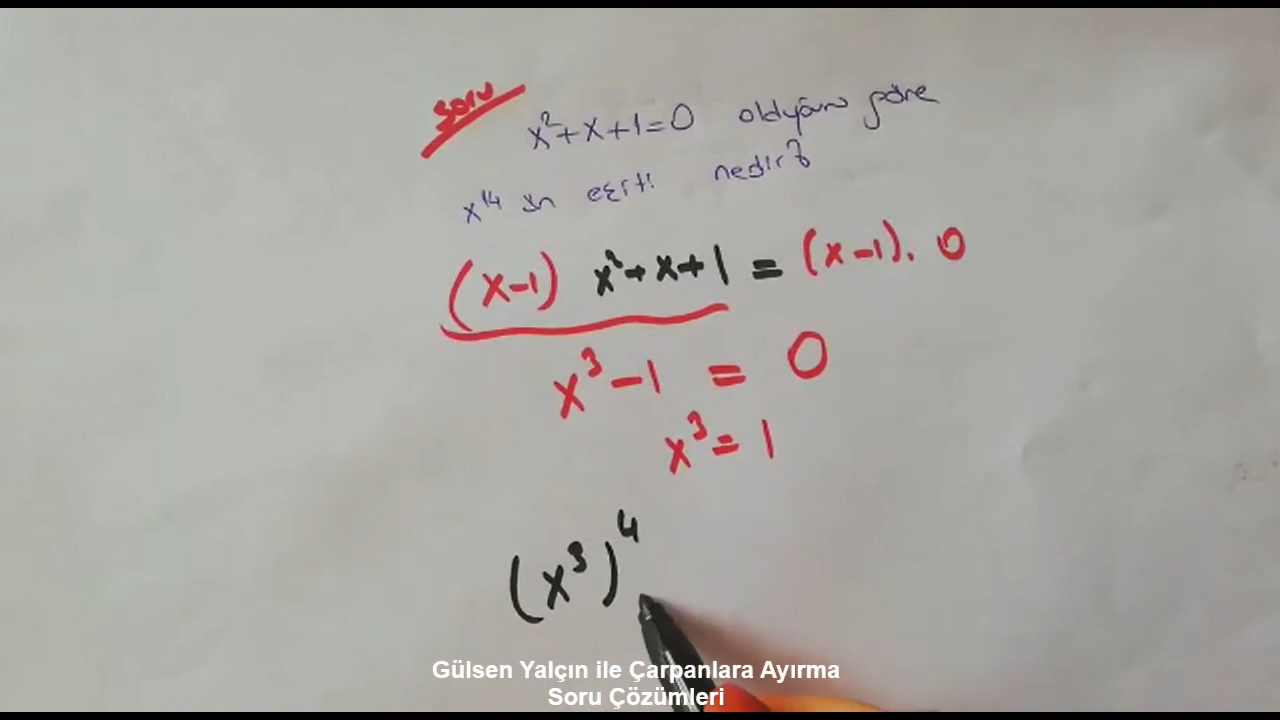 Soru
x²+x+1=0 olduğuna göre
x¹⁴ ün eşiti nedir?
(x-1) x²+x+1 = (x-1). 0
x³-1 = 0
x³=1
(x³)⁴
Gülsen Yalçın ile Çarpanlara Ayırma
Soru Çözümleri